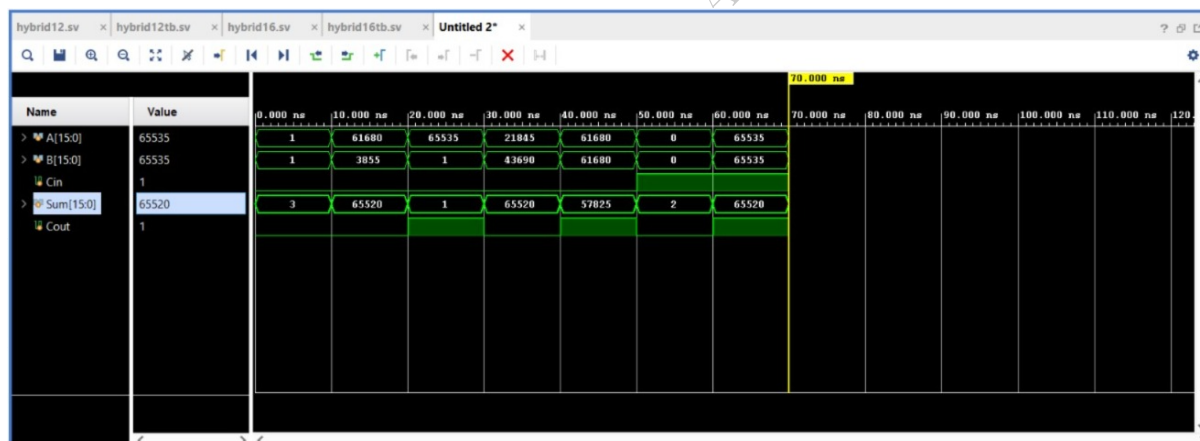 hybrid12.sv × hybrid12tb.sv × hybrid16.sv × hybrid16tb.sv × Untitled 2* ×
70.000 ns
Name Value 0.000 ns 10.000 ns 20.000 ns 30.000 ns 40.000 ns 50.000 ns 60.000 ns 70.000 ns 80.000 ns 90.000 ns 100.000 ns 110.000 ns 120.
A[15:0] 65535 1 61680 65535 21845 61680 0 65535
B[15:0] 65535 1 3855 1 43690 61680 0 65535
Cin 1
Sum[15:0] 65520 3 65520 1 65520 57825 2 65520
Cout 1